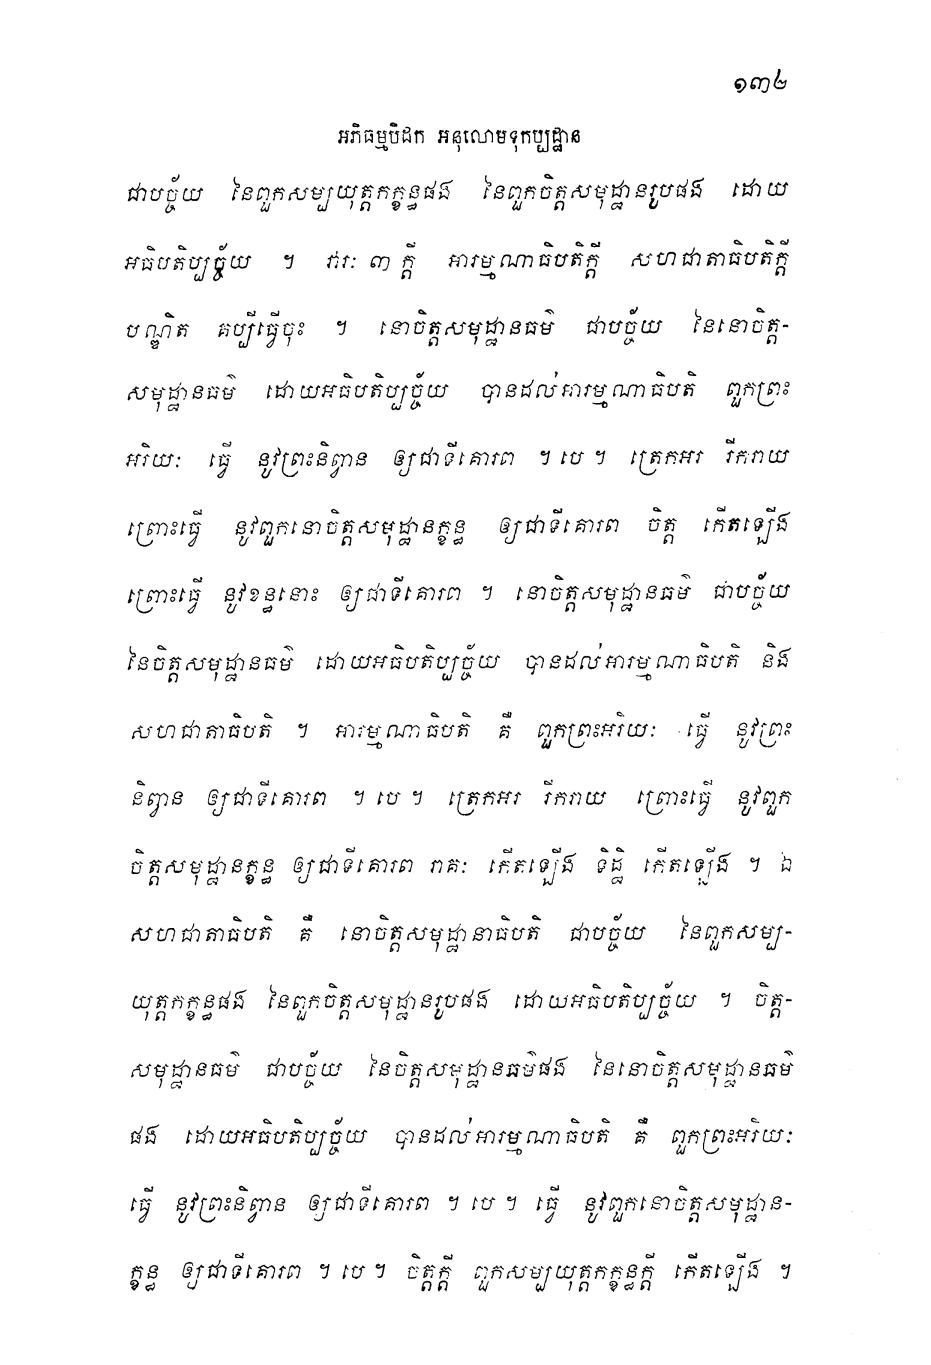 ១៣២
អភិធម្មបិដក អនុលោមទុកប្បដ្ឋាន
ជាបច្ច័យ នៃពួកសម្បយុត្តកក្ខន្ធផង នៃពួកចិត្តសមុដ្ឋានរូបផង ដោយ
អធិបតិប្បច្ច័យ ។ វារៈ ៣ ក្តី អារម្មណាធិបតិក្តី សហជាតាធិបតិក្តី
បណ្ឌិត គប្បីធ្វើចុះ ។ នោចិត្តសមុដ្ឋានធម៌ ជាបច្ច័យ នៃនោចិត្ត-
សមុដ្ឋានធម៌ ដោយអធិបតិប្បច្ច័យ បានដល់អារម្មណាធិបតិ ពួកព្រះ
អរិយៈ ធ្វើ នូវព្រះនិព្វាន ឲ្យជាទីគោរព ។ បេ ។ ត្រេកអរ រីករាយ
ព្រោះធ្វើ នូវពួកនោចិត្តសមុដ្ឋានក្ខន្ធ ឲ្យជាទីគោរព ចិត្ត កើតឡើង
ព្រោះធ្វើ នូវខន្ធនោះ ឲ្យជាទីគោរព ។ នោចិត្តសមុដ្ឋានធម៌ ជាបច្ច័យ
នៃចិត្តសមុដ្ឋានធម៌ ដោយអធិបតិប្បច្ច័យ បានដល់អារម្មណាធិបតិ និង
សហជាតាធិបតិ ។ អារម្មណាធិបតិ គឺ ពួកព្រះអរិយៈ ធ្វើ នូវព្រះ
និព្វាន ឲ្យជាទីគោរព ។ បេ ។ ត្រេកអរ រីករាយ ព្រោះធ្វើ នូវពួក
ចិត្តសមុដ្ឋានក្ខន្ធ ឲ្យជាទីគោរព រាគៈ កើតឡើង ទិដ្ឋិ កើតឡើង ។ ឯ
សហជាតាធិបតិ គឺ នោចិត្តសមុដ្ឋានាធិបតិ ជាបច្ច័យ នៃពួកសម្ប-
យុត្តកក្ខន្ធផង នៃពួកចិត្តសមុដ្ឋានរូបផង ដោយអធិបតិប្បច្ច័យ ។ ចិត្ត-
សមុដ្ឋានធម៌ ជាបច្ច័យ នៃចិត្តសមុដ្ឋានធម៌ផង នៃនោចិត្តសមុដ្ឋានធម៌
ផង ដោយអធិបតិប្បច្ច័យ បានដល់អារម្មណាធិបតិ គឺ ពួកព្រះអរិយៈ
ធ្វើ នូវព្រះនិព្វាន ឲ្យជាទីគោរព ។ បេ ។ ធ្វើ នូវពួកនោចិត្តសមុដ្ឋាន-
ក្ខន្ធ ឲ្យជាទីគោរព ។ បេ ។ ចិត្តក្តី ពួកសម្បយុត្តកក្ខន្ធក្តី កើតឡើង ។